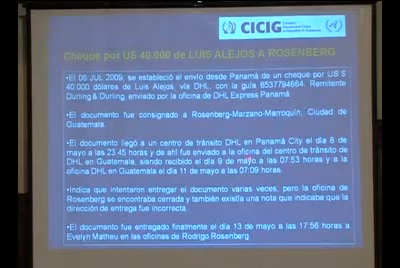 CICIG
Cheque por US 40.000 de LUIS ALEJOS A ROSENBERG
•El 06 JUL 2009, se estableció el envío desde Panamá de un cheque por US $
40.000 dólares de Luis Alejos, vía DHL, con la guía 6537794664. Remitente
Durling & Durling, enviado por la oficina de DHL Express Panamá.
•El documento fue consignado a Rosenberg-Marzano-Marroquín, Ciudad de
Guatemala.
•El documento llegó a un centro de tránsito DHL en Panamá City el día 8 de
mayo a las 23:45 horas y de ahí fue enviado a la oficina del centro de tránsito de
DHL en Guatemala, siendo recibido el día 9 de mayo a las 07:53 horas y a la
oficina DHL en Guatemala el día 11 de mayo a las 07:09 horas.
•Indica que intentaron entregar el documento varias veces, pero la oficina de
Rosenberg se encontraba cerrada y también existía una nota que indicaba que la
dirección de entrega fue incorrecta.
•El documento fue entregado finalmente el día 13 de mayo a las 17:56 horas a
Evelyn Matheu en las oficinas de Rodrigo Rosenberg.